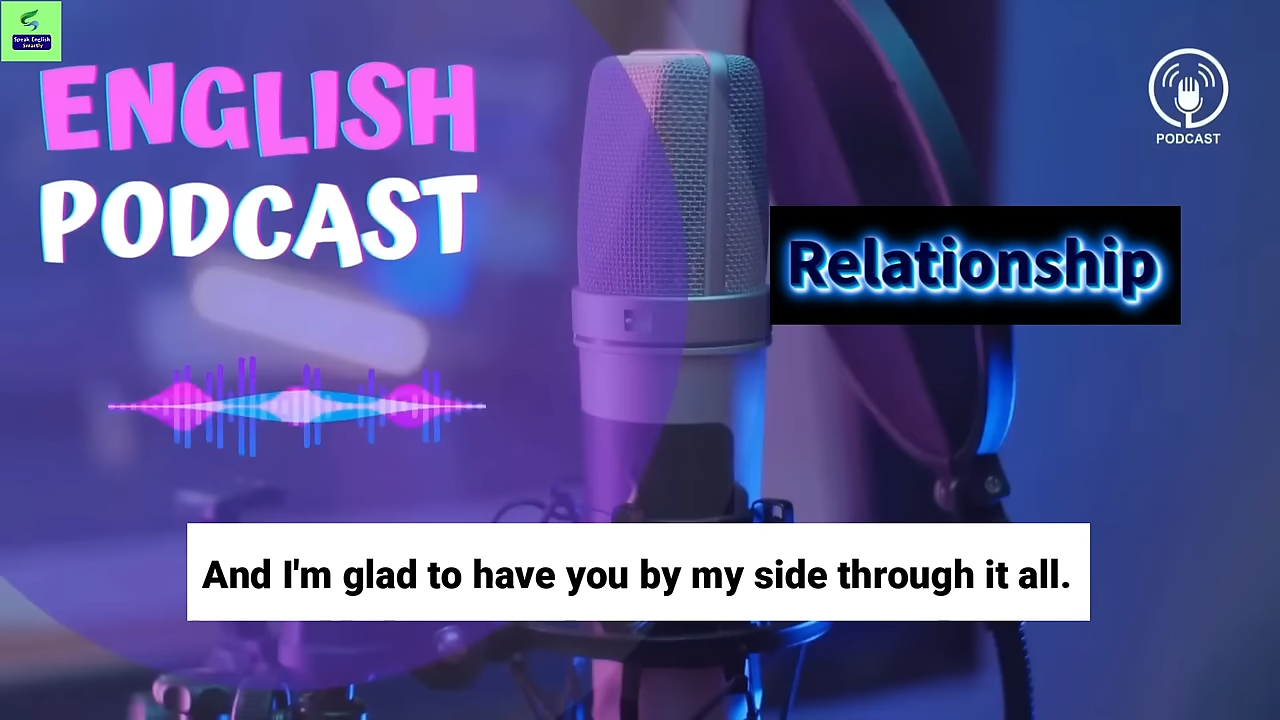 Speak English
Smartly
ENGLISH
PODCAST
PODCAST
Relationship
And I'm glad to have you by my side through it all.